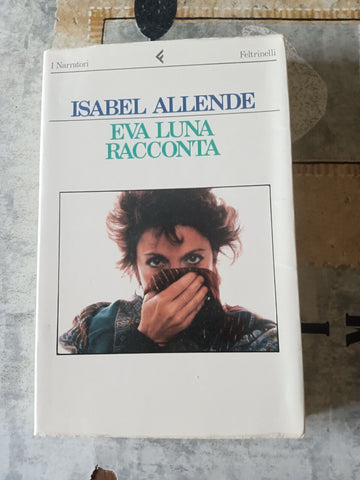 I Narratori
Feltrinelli
ISABEL ALLENDE
EVA LUNA
RACCONTA